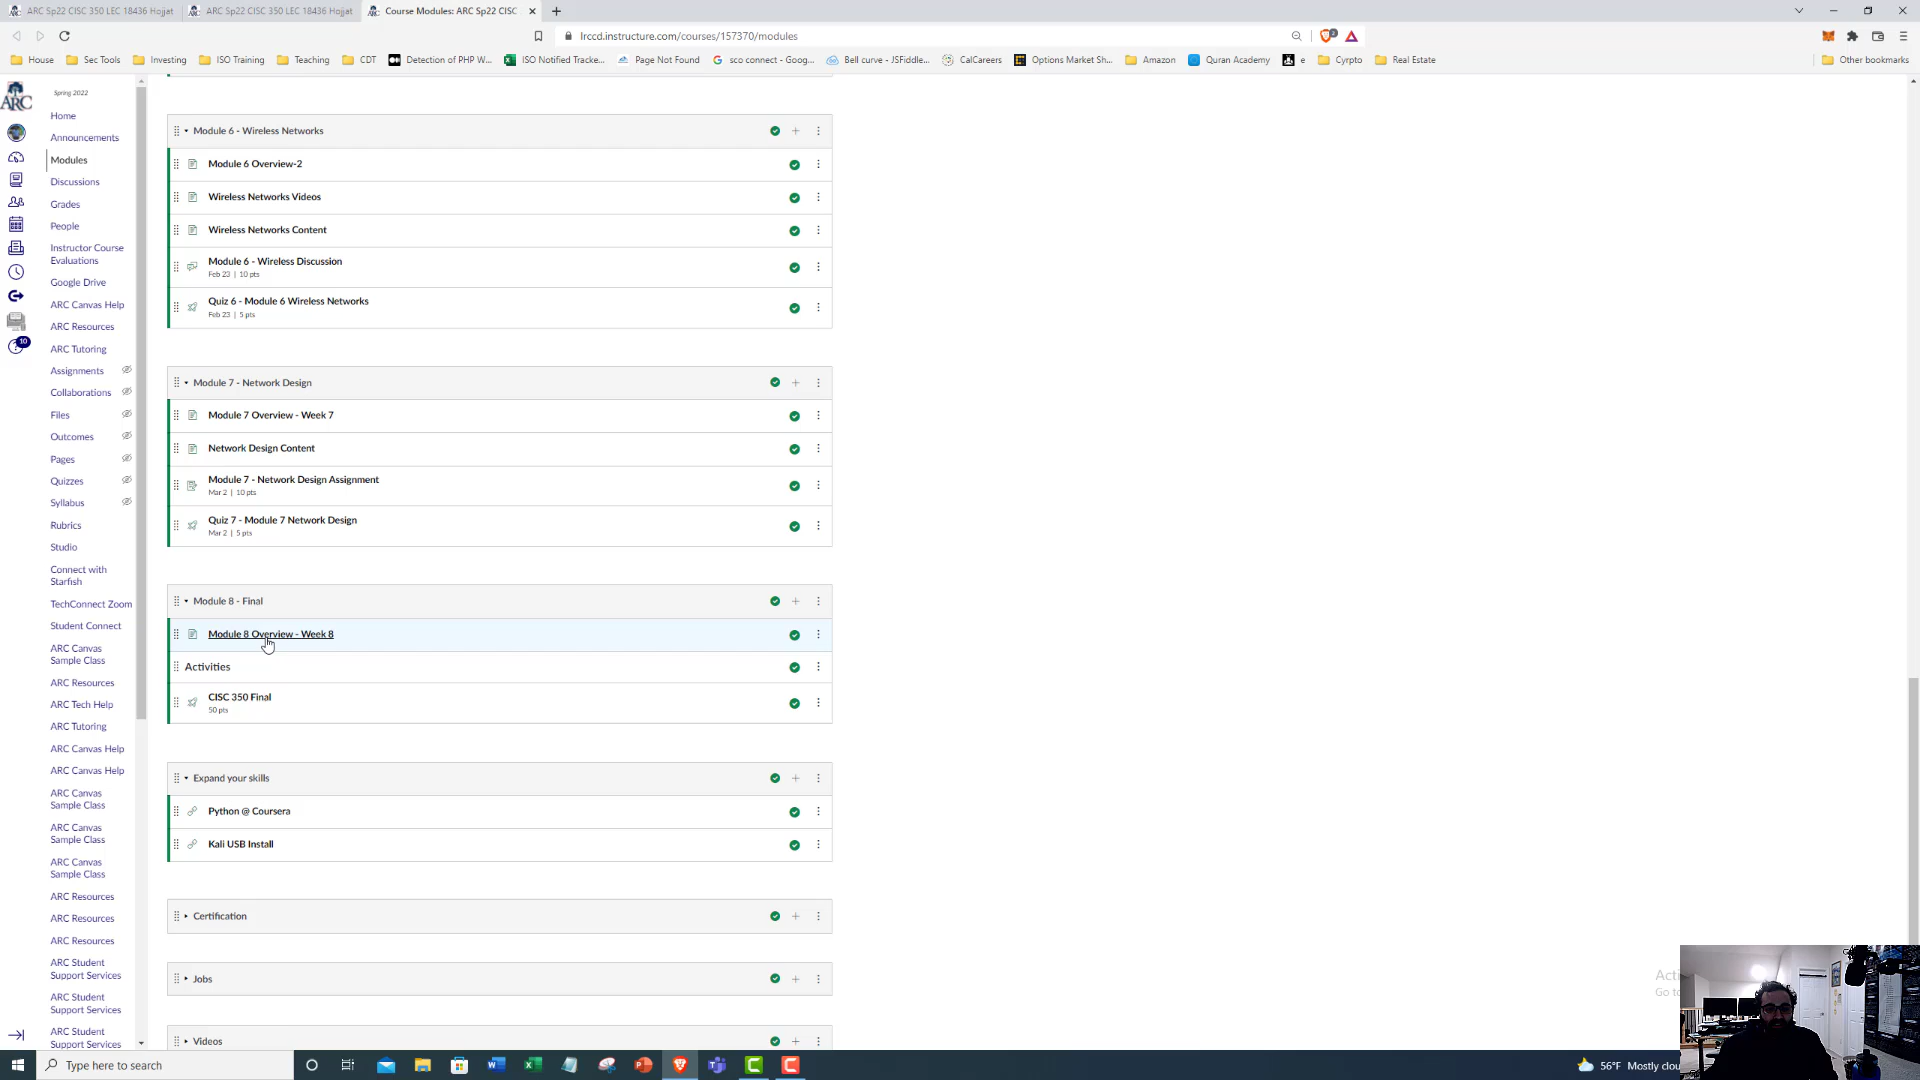 ARC Sp22 CISC 350 LEC 18436 Hojjat
ARC Sp22 CISC 350 LEC 18436 Hojjat
Course Modules: ARC Sp22 CISC
lrccd.instructure.com/courses/157370/modules
House
Sec Tools
Investing
ISO Training
Teaching
CDT
Detection of PHP W...
ISO Notified Tracke...
Page Not Found
sco connect - Goog...
Bell curve - JSFiddle...
CalCareers
Options Market Sh...
Amazon
Quran Academy
e
Cyrpto
Real Estate
Other bookmarks
ARC
10
Spring 2022
Home
Announcements
Modules
Discussions
Grades
People
Instructor Course
Evaluations
Google Drive
ARC Canvas Help
ARC Resources
ARC Tutoring
Assignments
Collaborations
Files
Outcomes
Pages
Quizzes
Syllabus
Rubrics
Studio
Connect with
Starfish
TechConnect Zoom
Student Connect
ARC Canvas
Sample Class
ARC Resources
ARC Tech Help
ARC Tutoring
ARC Canvas Help
ARC Canvas Help
ARC Canvas
Sample Class
ARC Canvas
Sample Class
ARC Canvas
Sample Class
ARC Resources
ARC Resources
ARC Resources
ARC Student
Support Services
ARC Student
Support Services
ARC Student
Support Services
Module 6 - Wireless Networks
Module 6 Overview-2
Wireless Networks Videos
Wireless Networks Content
Module 6 - Wireless Discussion
Feb 23 | 10 pts
Quiz 6 - Module 6 Wireless Networks
Feb 23 | 5 pts
Module 7 - Network Design
Module 7 Overview - Week 7
Network Design Content
Module 7 - Network Design Assignment
Mar 2 | 10 pts
Quiz 7 - Module 7 Network Design
Mar 2 | 5 pts
Module 8 - Final
Module 8 Overview - Week 8
Activities
CISC 350 Final
50 pts
Expand your skills
Python @ Coursera
Kali USB Install
Certification
Jobs
Videos
Type here to search
56°F Mostly clou